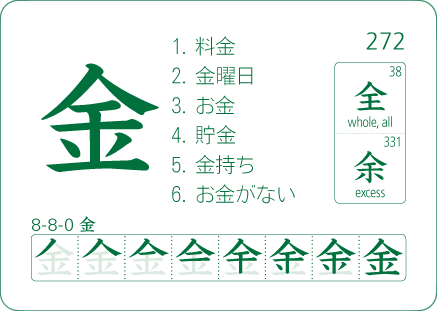 金
1. 料金
2. 金曜日
3. お金
4. 貯金
5. 金持ち
6. お金がない
272
38
全
whole, all
331
余
excess
8-8-0 金
金 金 金 金 金 金 金 金